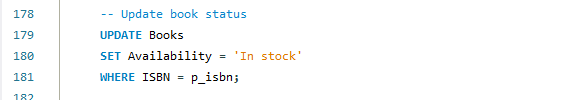 178 -- Update book status
179 UPDATE Books
180 SET Availability = 'In stock'
181 WHERE ISBN = p_isbn;
182